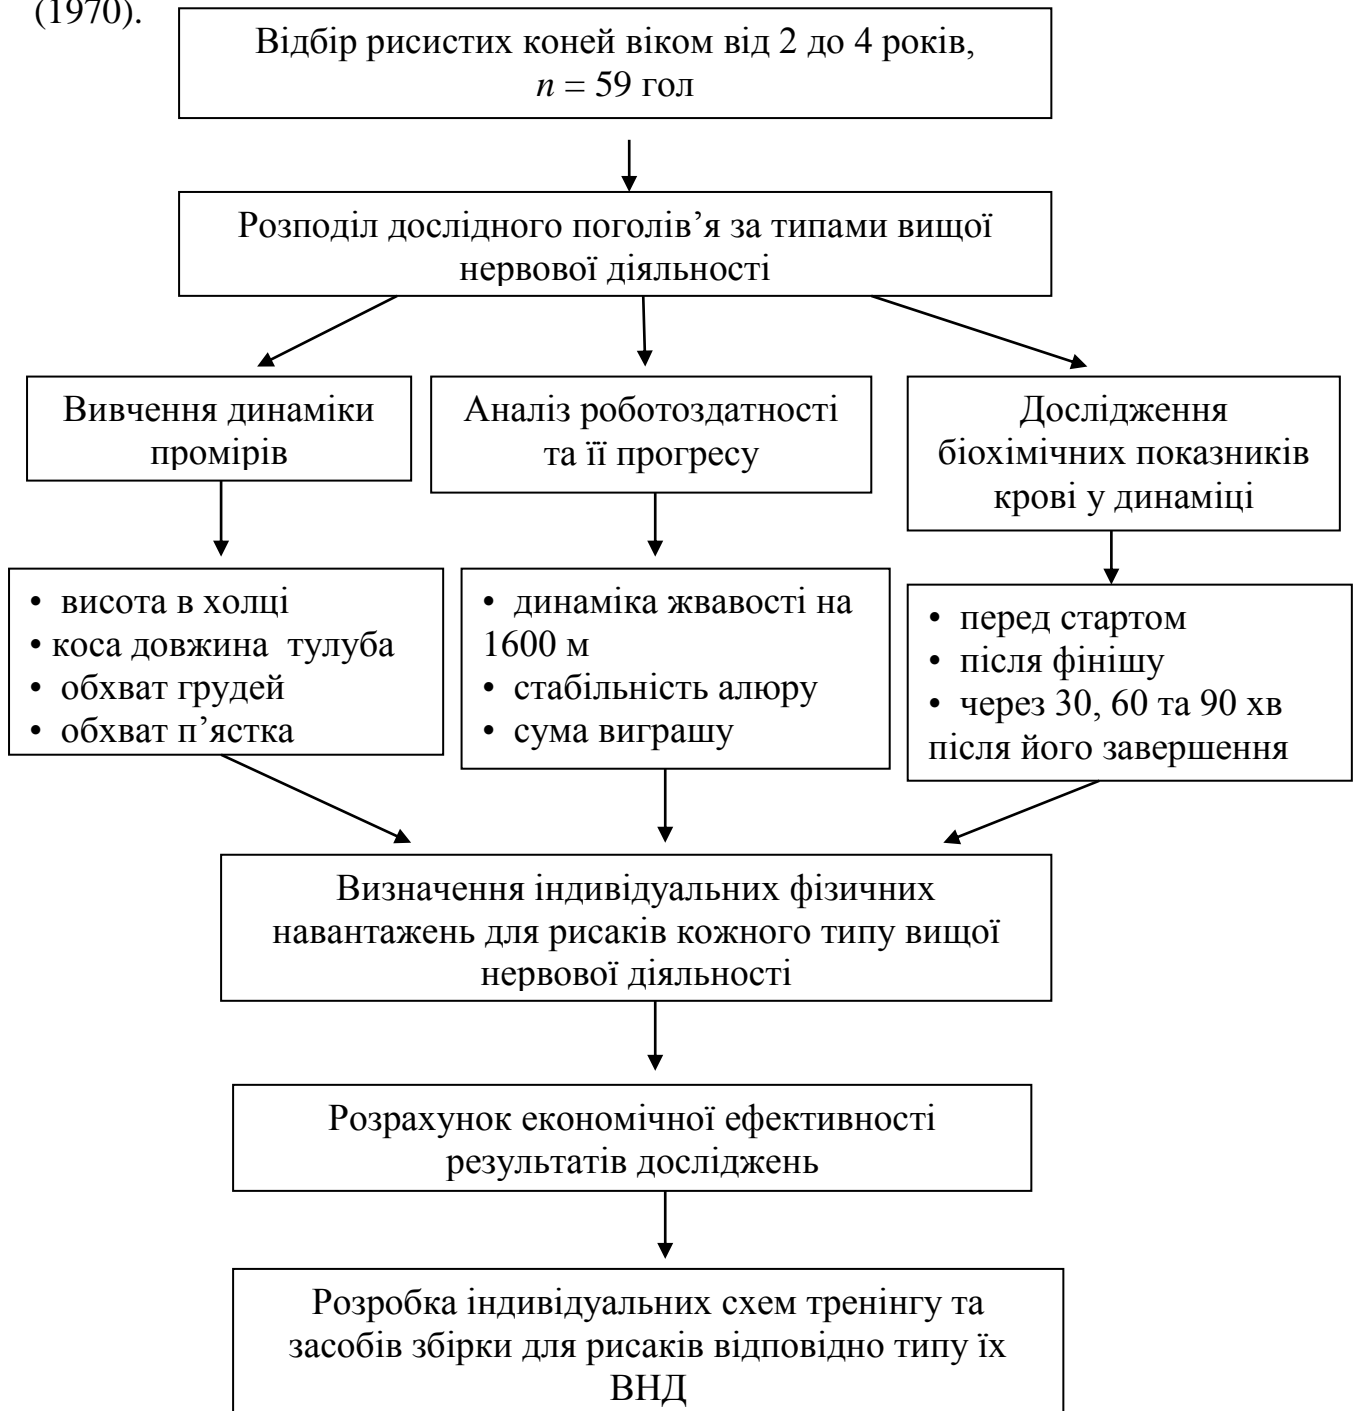 (1970).
Відбір рисистих коней віком від 2 до 4 років,
n = 59 гол
Розподіл дослідного поголів’я за типами вищої
нервової діяльності
Вивчення динаміки
промірів
Аналіз роботоздатності
та її прогресу
Дослідження
біохімічних показників
крові у динаміці
• висота в холці
• коса довжина тулуба
• обхват грудей
• обхват п’ястка
• динаміка жвавості на
1600 м
• стабільність алюру
• сума виграшу
• перед стартом
• після фінішу
• через 30, 60 та 90 хв
після його завершення
Визначення індивідуальних фізичних
навантажень для рисаків кожного типу вищої
нервової діяльності
Розрахунок економічної ефективності
результатів досліджень
Розробка індивідуальних схем тренінгу та
засобів збірки для рисаків відповідно типу їх
ВНД